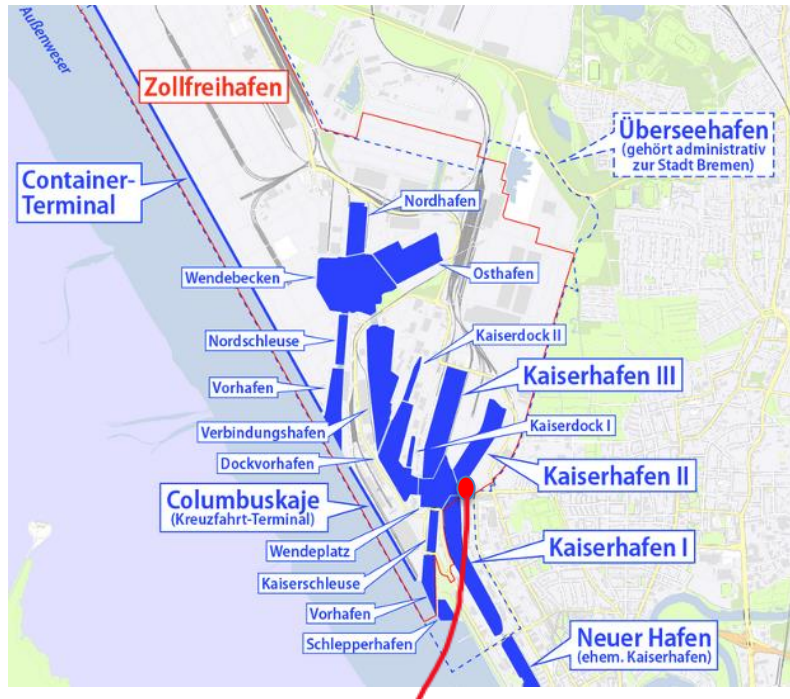 Außenweser
Zollfreihafen
Überseehafen
(gehört administrativ
zur Stadt Bremen)
Container-
Terminal
Nordhafen
Wendebecken
Osthafen
Nordschleuse
Kaiserdock II
Vorhafen
Kaiserhafen III
Verbindungshafen
Kaiserdock I
Dockvorhafen
Kaiserhafen II
Columbuskaje
(Kreuzfahrt-Terminal)
Wendeplatz
Kaiserhafen I
Kaiserschleuse
Vorhafen
Schlepperhafen
Neuer Hafen
(ehem. Kaiserhafen)